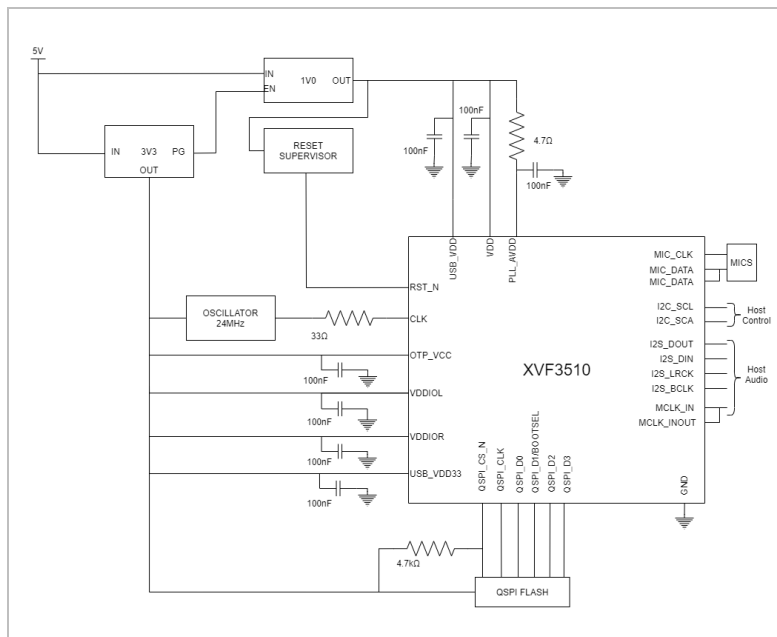 5V
IN
1V0
OUT
EN
IN
3V3
PG
OUT
RESET
SUPERVISOR
100nF
100nF
4.7Ω
100nF
USB_VDD
VDD
PLL_AVDD
MIC_CLK
MIC_DATA
MIC_DATA
MICS
RST_N
OSCILLATOR
24MHz
33Ω
CLK
I2C_SCL
I2C_SCA
Host
Control
OTP_VCC
100nF
VDDIOL
100nF
VDDIOR
100nF
USB_VDD33
100nF
XVF3510
I2S_DOUT
I2S_DIN
I2S_LRCK
I2S_BCLK
MCLK_IN
MCLK_INOUT
Host
Audio
QSPI_CS_N
QSPI_CLK
QSPI_D0
QSPI_D1/BOOTSEL
QSPI_D2
QSPI_D3
GND
4.7kΩ
QSPI FLASH